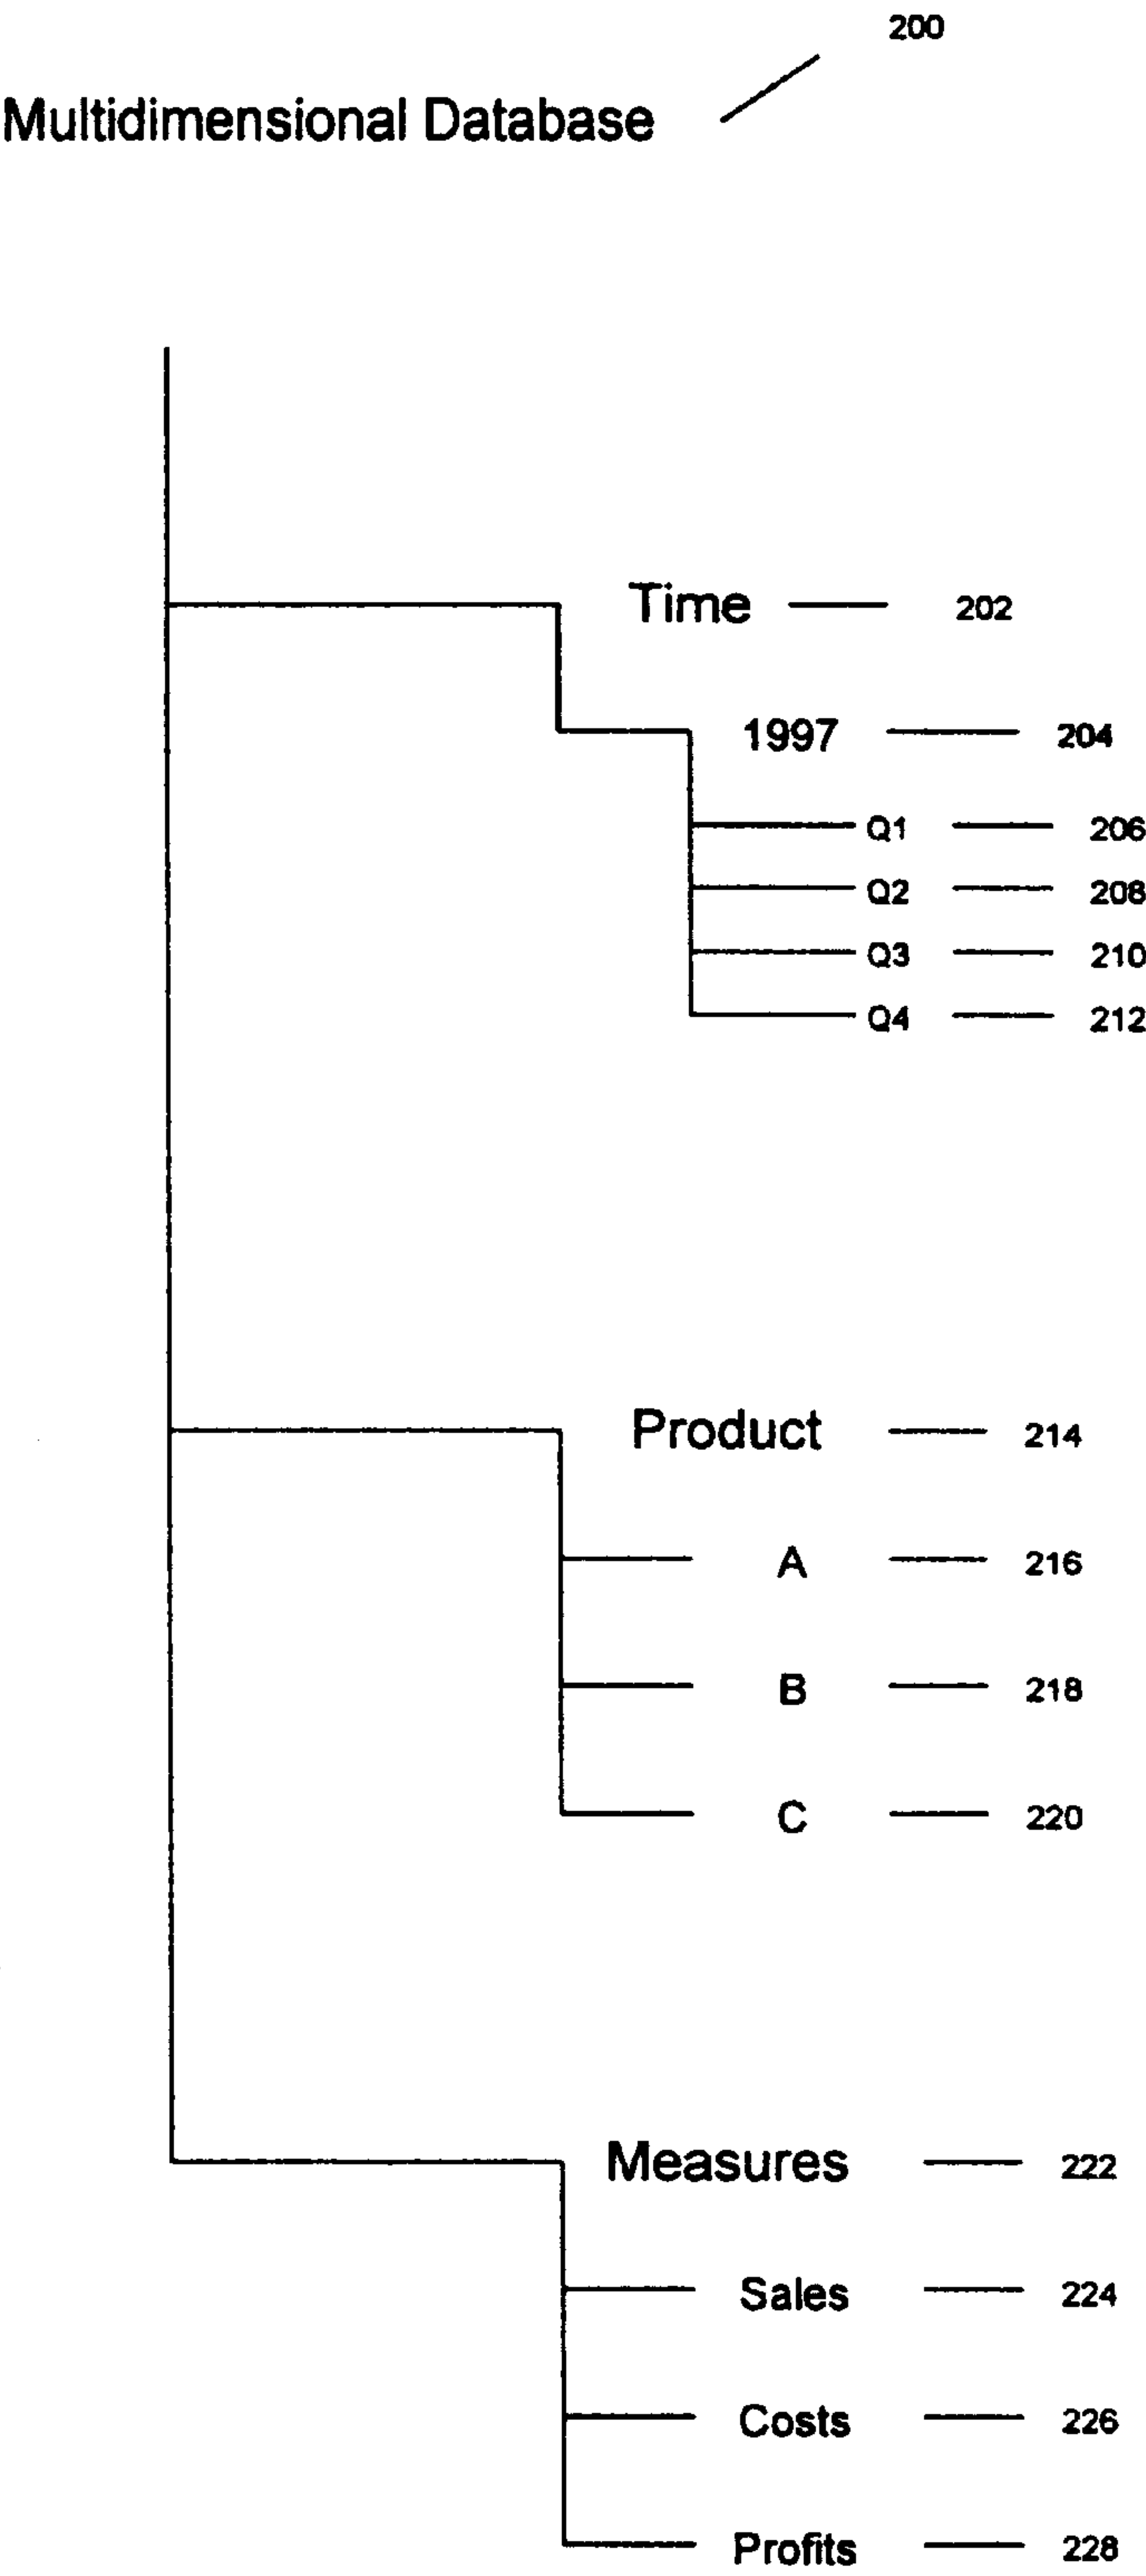 200
Multidimensional Database
Time 202
1997 204
Q1 206
Q2 208
Q3 210
Q4 212
Product 214
A 216
B 218
C 220
Measures 222
Sales 224
Costs 226
Profits 228